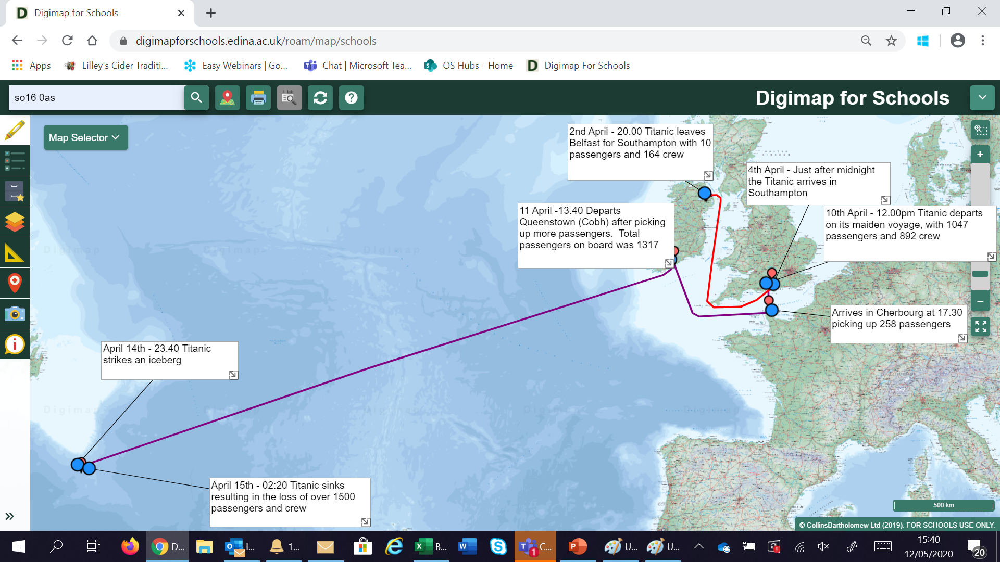 Digimap for Schools
digimapforschools.edina.ac.uk/roam/map/schools
Apps
Lilley's Cider Traditi...
Easy Webinars | Go...
Chat | Microsoft Tea...
OS Hubs - Home
Digimap For Schools
so16 0as
Digimap for Schools
Map Selector
2nd April - 20.00 Titanic leaves
Belfast for Southampton with 10
passengers and 164 crew
4th April - Just after midnight
the Titanic arrives in
Southampton
11 April -13.40 Departs
Queenstown (Cobh) after picking
up more passengers. Total
passengers on board was 1317
10th April - 12.00pm Titanic departs
on its maiden voyage, with 1047
passengers and 892 crew
Arrives in Cherbourg at 17.30
picking up 258 passengers
April 14th - 23.40 Titanic
strikes an iceberg
April 15th - 02:20 Titanic sinks
resulting in the loss of over 1500
passengers and crew
Digimap
Digimap
Digimap
Digimap
500 km
© CollinsBartholomew Ltd (2019). FOR SCHOOLS USE ONLY.
D...
I...
1...
B...
C...
U...
U...
15:40
12/05/2020
20